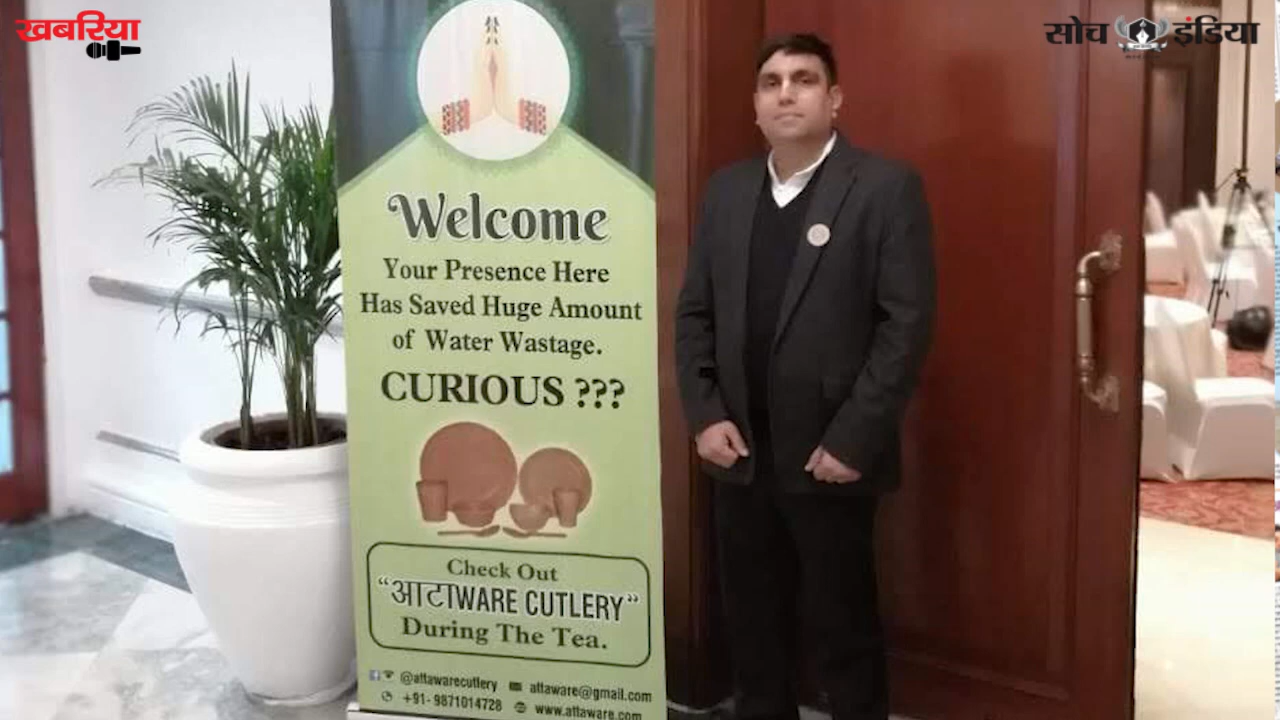 खबरिया
सोच इंडिया
Welcome
Your Presence Here
Has Saved Huge Amount
of Water Wastage.
CURIOUS ???
Check Out
“आटाWARE CUTLERY”
During The Tea.
@attawarecutlery attaware@gmail.com
+91- 9871014728 www.attaware.com